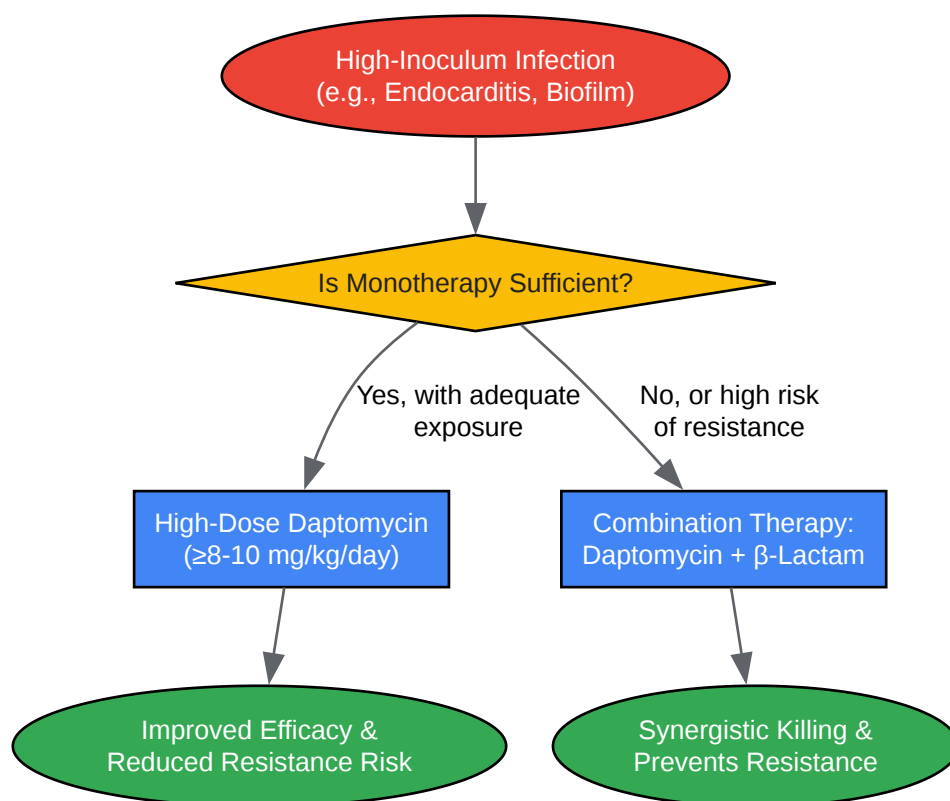 High-Inoculum Infection
(e.g., Endocarditis, Biofilm)
Is Monotherapy Sufficient?
Yes, with adequate
exposure
No, or high risk
of resistance
High-Dose Daptomycin
(≥8-10 mg/kg/day)
Combination Therapy:
Daptomycin + β-Lactam
Improved Efficacy &
Reduced Resistance Risk
Synergistic Killing &
Prevents Resistance